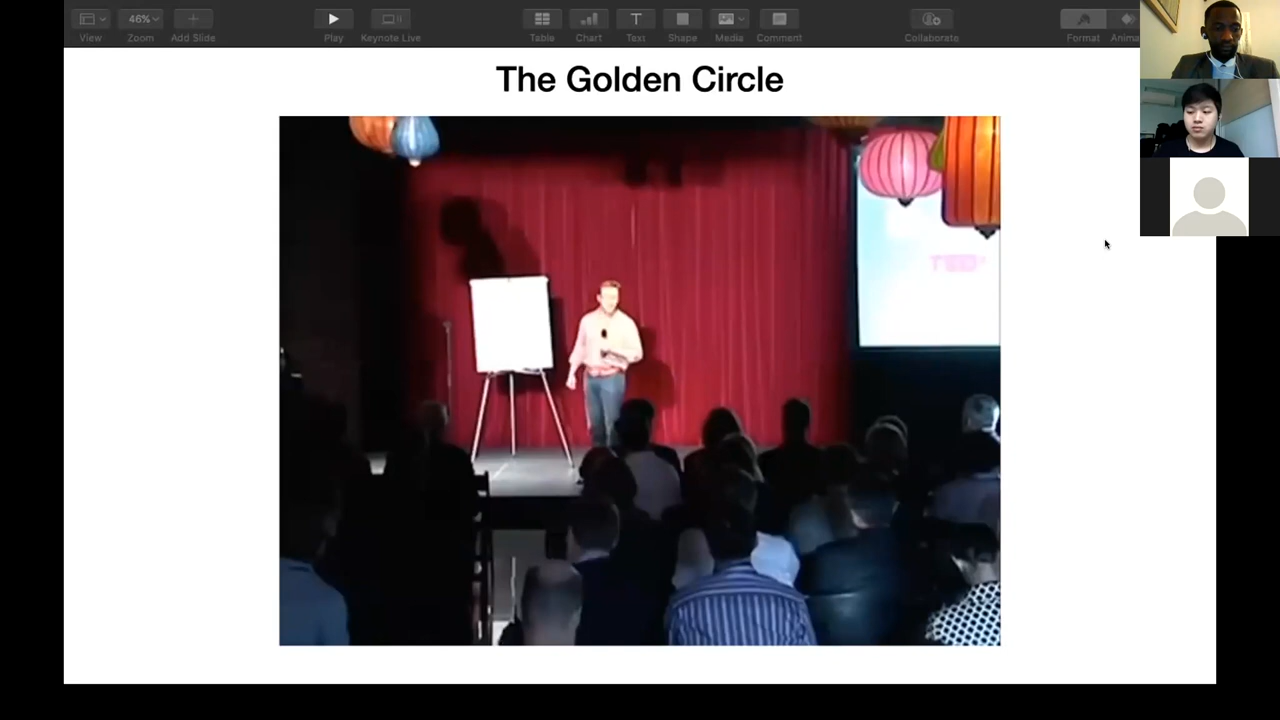 46%
View
Zoom
Add Slide
Play
Keynote Live
Table
Chart
Text
Shape
Media
Comment
Collaborate
Format
Anima
The Golden Circle